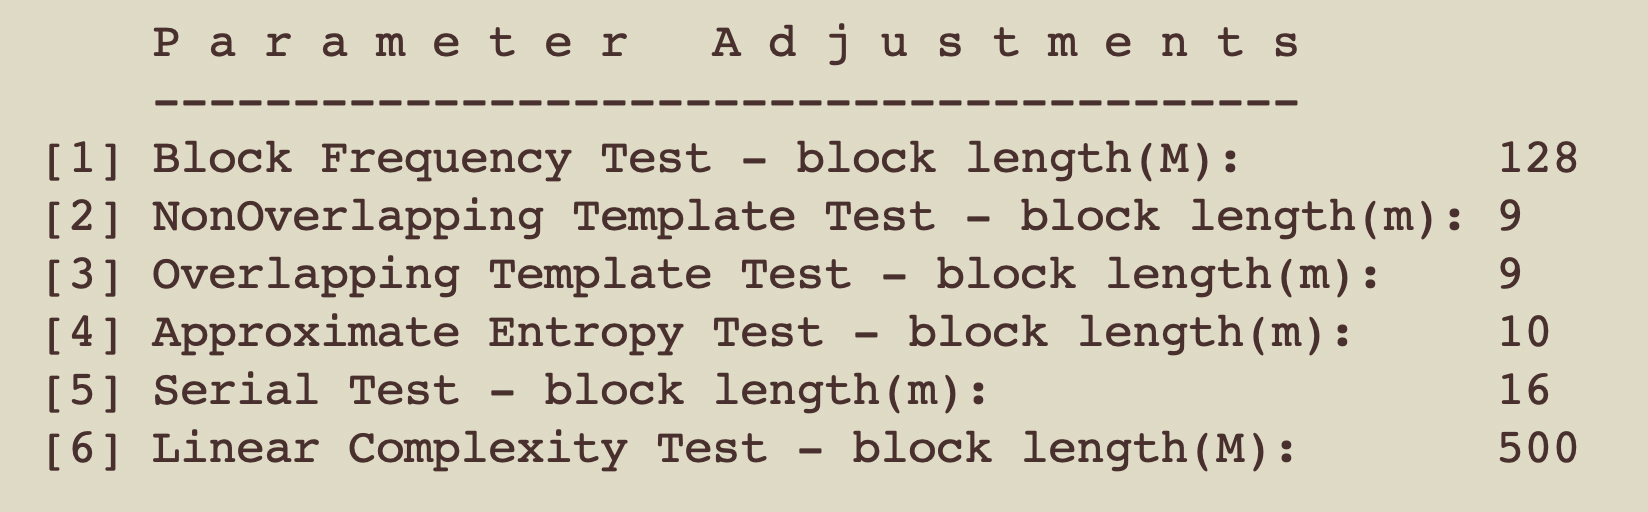 P a r a m e t e r   A d j u s t m e n t s
-----------------------------------------
[1] Block Frequency Test - block length(M):         128
[2] NonOverlapping Template Test - block length(m): 9
[3] Overlapping Template Test - block length(m):    9
[4] Approximate Entropy Test - block length(m):     10
[5] Serial Test - block length(m):                  16
[6] Linear Complexity Test - block length(M):       500